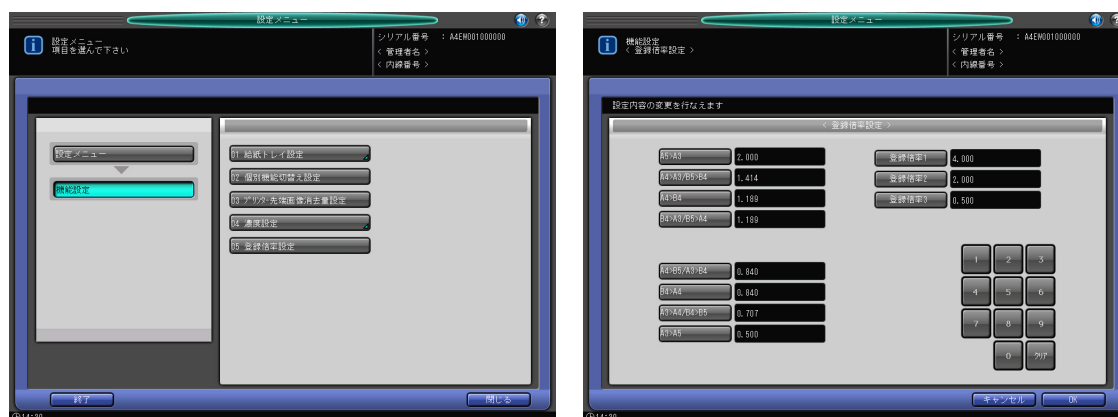 設定メニュー
設定メニュー
項目を選んで下さい
シリアル番号 : A4EM001000000
< 管理者名 >
< 内線番号 >
設定メニュー
機能設定
01 給紙トレイ設定
02 個別機能切替え設定
03 プリンタ-先端画像消去量設定
04 濃度設定
05 登録倍率設定
終了
閉じる
14:30
設定メニュー
機能設定
< 登録倍率設定 >
シリアル番号 : A4EM001000000
< 管理者名 >
< 内線番号 >
設定内容の変更を行なえます
< 登録倍率設定 >
A5>A3 2.000
A4>A3/B5>B4 1.414
A4>B4 1.189
B4>A3/B5>A4 1.189
A4>B5/A3>B4 0.840
B4>A4 0.840
A3>A4/B4>B5 0.707
A3>A5 0.500
登録倍率1 4.000
登録倍率2 2.000
登録倍率3 0.500
1 2 3
4 5 6
7 8 9
0 クリア
キャンセル
OK
14:30